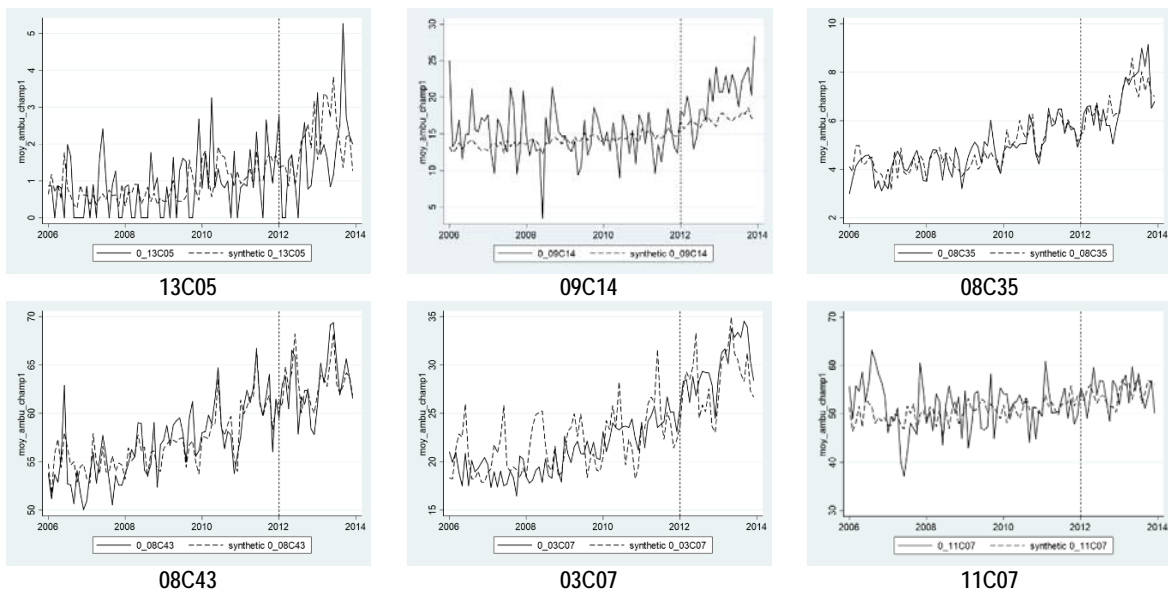 moy_ambu_champ1
5
4
3
2
1
0
2006 2008 2010 2012 2014
0_13C05 synthetic 0_13C05
13C05
moy_ambu_champ1
30
25
20
15
10
5
2006 2008 2010 2012 2014
0_09C14 synthetic 0_09C14
09C14
moy_ambu_champ1
10
8
6
4
2
2006 2008 2010 2012 2014
0_08C35 synthetic 0_08C35
08C35
moy_ambu_champ1
70
65
60
55
50
2006 2008 2010 2012 2014
0_08C43 synthetic 0_08C43
08C43
moy_ambu_champ1
35
30
25
20
15
2006 2008 2010 2012 2014
0_03C07 synthetic 0_03C07
03C07
moy_ambu_champ1
70
60
50
40
30
2006 2008 2010 2012 2014
0_11C07 synthetic 0_11C07
11C07